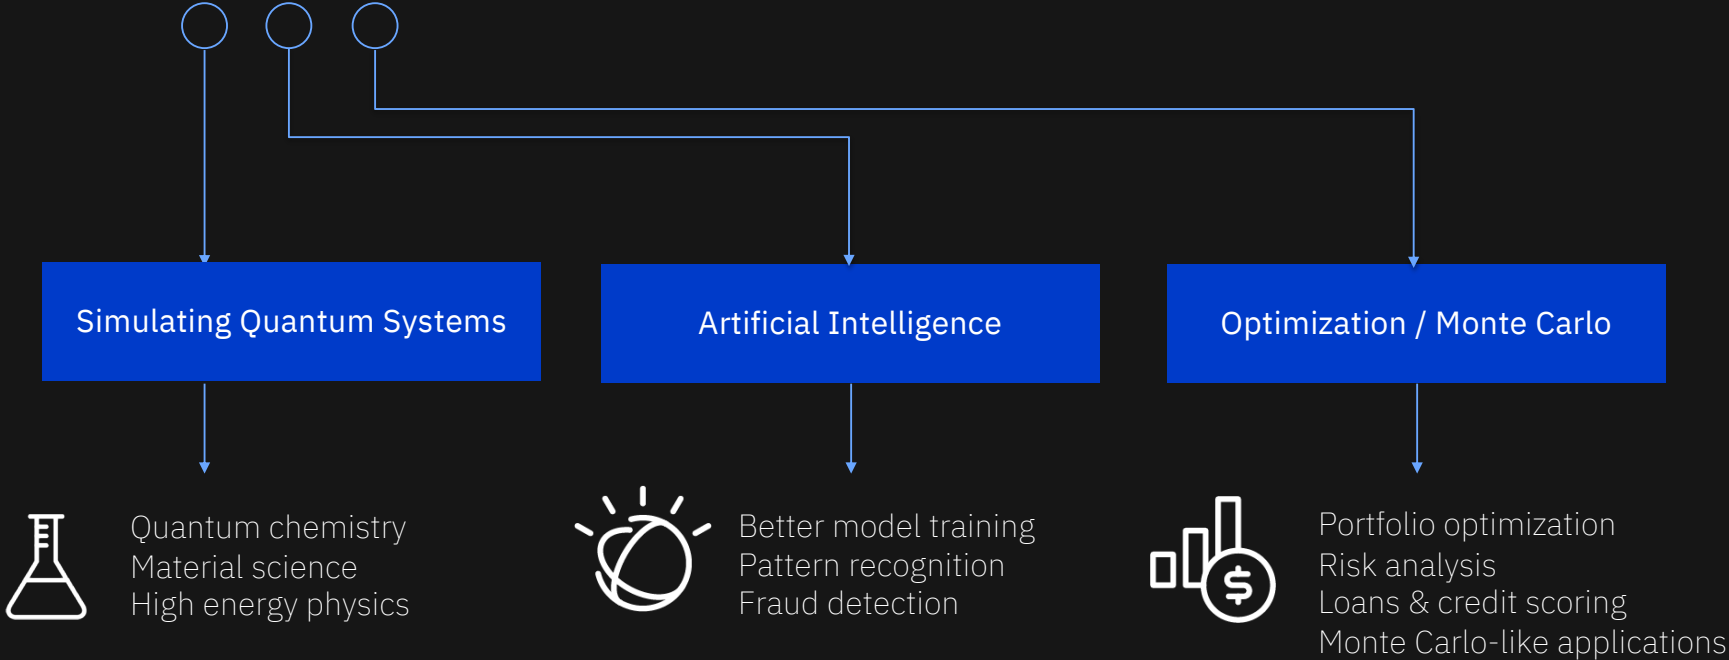 Simulating Quantum Systems
Artificial Intelligence
Optimization / Monte Carlo
Quantum chemistry
Material science
High energy physics
Better model training
Pattern recognition
Fraud detection
$
Portfolio optimization
Risk analysis
Loans & credit scoring
Monte Carlo-like applications